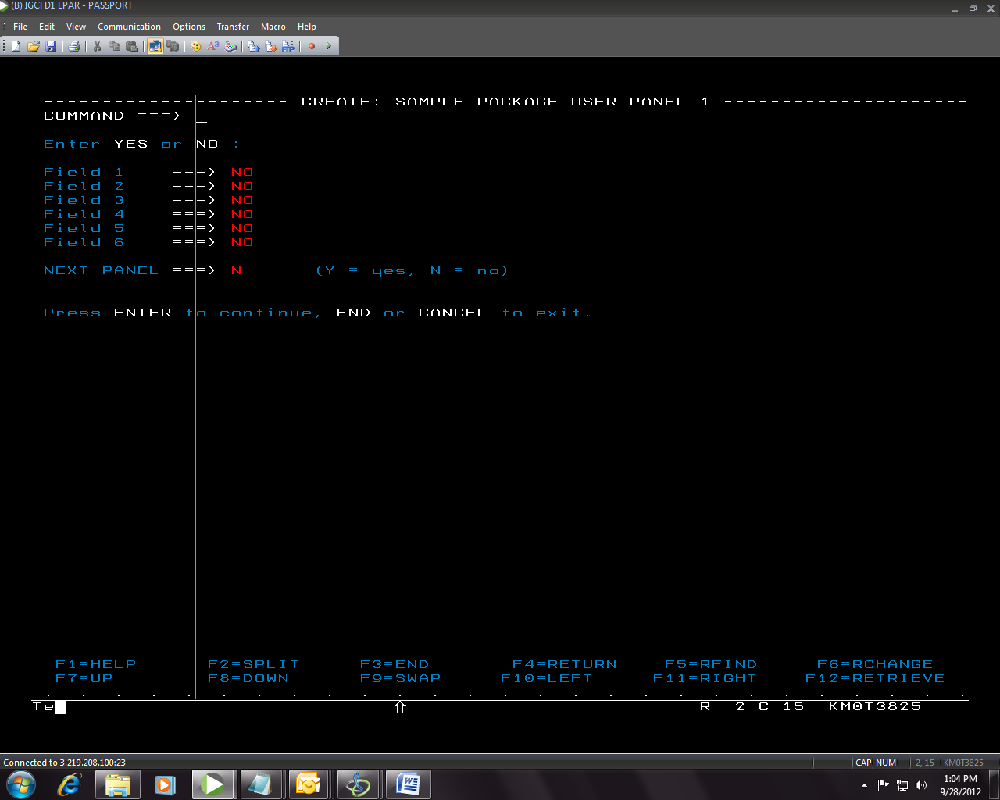 (B) IGCFD1 LPAR - PASSPORT
File Edit View Communication Options Transfer Macro Help
--------------------- CREATE: SAMPLE PACKAGE USER PANEL 1 ---------------------
COMMAND ===> _
Enter YES or NO :
Field 1 ===> NO
Field 2 ===> NO
Field 3 ===> NO
Field 4 ===> NO
Field 5 ===> NO
Field 6 ===> NO
NEXT PANEL ===> N (Y = yes, N = no)
Press ENTER to continue, END or CANCEL to exit.
F1=HELP F2=SPLIT F3=END F4=RETURN F5=RFIND F6=RCHANGE
F7=UP F8=DOWN F9=SWAP F10=LEFT F11=RIGHT F12=RETRIEVE
Te R 2 C 15 KM0T3825
Connected to 3.219.208.100:23 CAP NUM 2, 15 KM0T3825
1:04 PM
9/28/2012